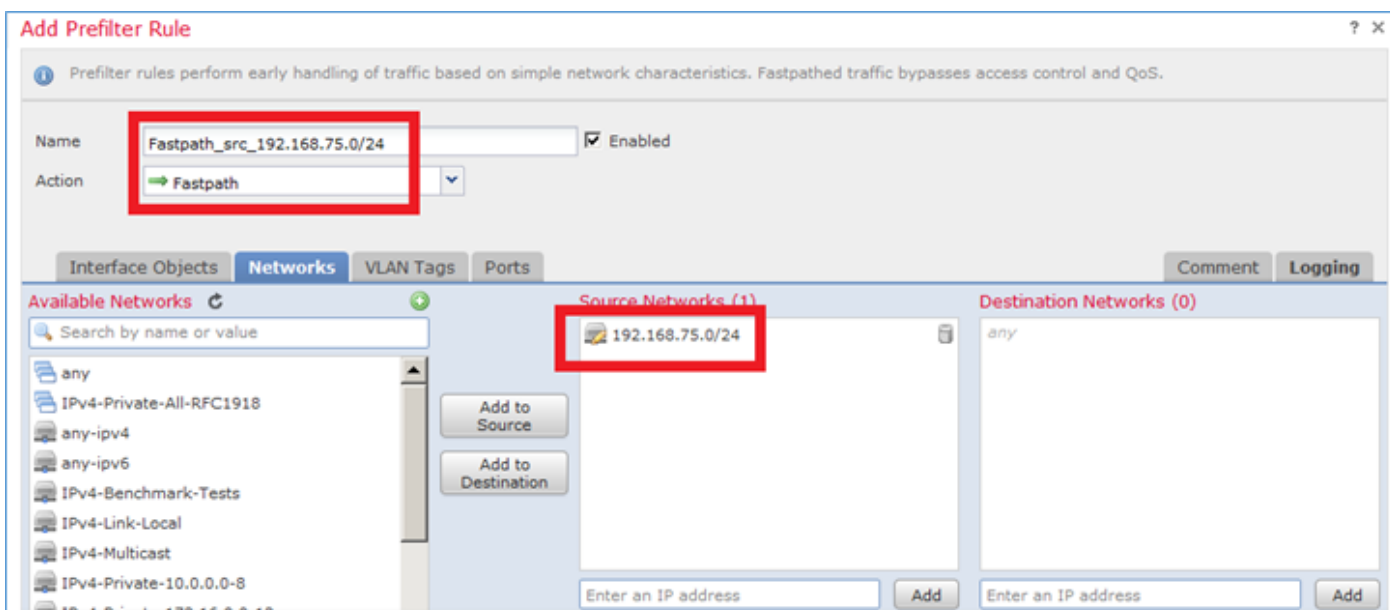 Add Prefilter Rule
? ×
Prefilter rules perform early handling of traffic based on simple network characteristics. Fastpathed traffic bypasses access control and QoS.
Name
Fastpath_src_192.168.75.0/24
Enabled
Action
Fastpath
Interface Objects
Networks
VLAN Tags
Ports
Comment
Logging
Available Networks
Search by name or value
any
IPv4-Private-All-RFC1918
any-ipv4
any-ipv6
IPv4-Benchmark-Tests
IPv4-Link-Local
IPv4-Multicast
IPv4-Private-10.0.0.0-8
Add to
Source
Add to
Destination
Source Networks (1)
192.168.75.0/24
Enter an IP address
Add
Destination Networks (0)
any
Enter an IP address
Add